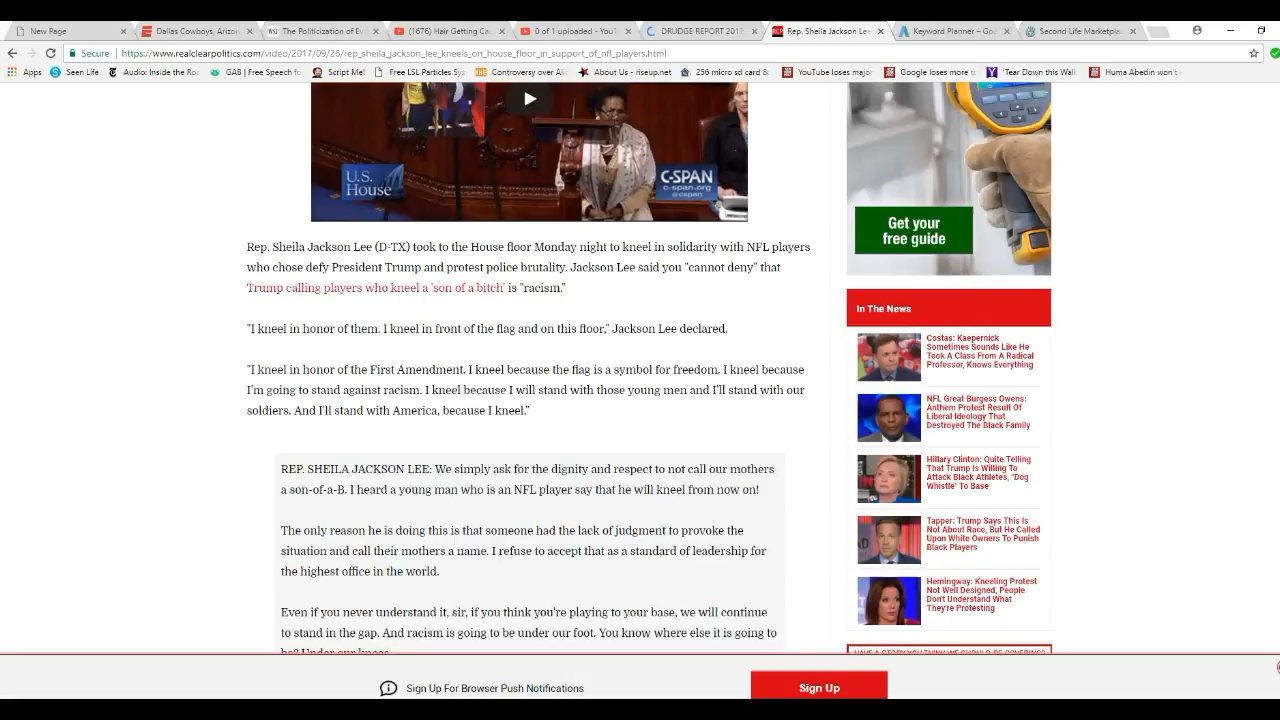 New Page
Dallas Cowboys, Arizon
The Politicization of Ev
(1676) Hair Getting Ca
0 of 1 uploaded - YouT
DRUDGE REPORT 2017
Rep. Sheila Jackson Lee
Keyword Planner – Goo
Second Life Marketpla
Secure
https://www.realclearpolitics.com/video/2017/09/26/rep_sheila_jackson_lee_kneels_on_house_floor_in_support_of_nfl_players.html
Apps
Seen Life
Audio: Inside the Ro
GAB | Free Speech fo
Script Me
Free LSL Particles Sys
Controversy over Ali
About Us - riseup.net
256 micro sd card &
YouTube loses major
Google loses more t
'Tear Down this Wall
Huma Abedin won't
U.S.
House
C-SPAN
c-span.org
@cspan
Get your
free guide
Rep. Sheila Jackson Lee (D-TX) took to the House floor Monday night to kneel in solidarity with NFL players
who chose defy President Trump and protest police brutality. Jackson Lee said you "cannot deny" that
Trump calling players who kneel a 'son of a bitch' is "racism."
"I kneel in honor of them. I kneel in front of the flag and on this floor," Jackson Lee declared.
"I kneel in honor of the First Amendment. I kneel because the flag is a symbol for freedom. I kneel because
I'm going to stand against racism. I kneel because I will stand with those young men and I'll stand with our
soldiers. And I'll stand with America, because I kneel."
REP. SHEILA JACKSON LEE: We simply ask for the dignity and respect to not call our mothers
a son-of-a-B. I heard a young man who is an NFL player say that he will kneel from now on!
The only reason he is doing this is that someone had the lack of judgment to provoke the
situation and call their mothers a name. I refuse to accept that as a standard of leadership for
the highest office in the world.
Even if you never understand it, sir, if you think you're playing to your base, we will continue
to stand in the gap. And racism is going to be under our foot. You know where else it is going to
be? Under our knees.
In The News
Costas: Kaepernick
Sometimes Sounds Like He
Took A Class From A Radical
Professor, Knows Everything
NFL Great Burgess Owens:
Anthem Protest Result Of
Liberal Ideology That
Destroyed The Black Family
Hillary Clinton: Quite Telling
That Trump Is Willing To
Attack Black Athletes, "Dog
Whistle" To Base
Tapper: Trump Says This Is
Not About Race, But He Called
Upon White Owners To Punish
Black Players
Hemingway: Kneeling Protest
Not Well Designed, People
Don't Understand What
They're Protesting
HAVE A STORY YOU THINK WE SHOULD BE COVERING?
Sign Up For Browser Push Notifications
Sign Up